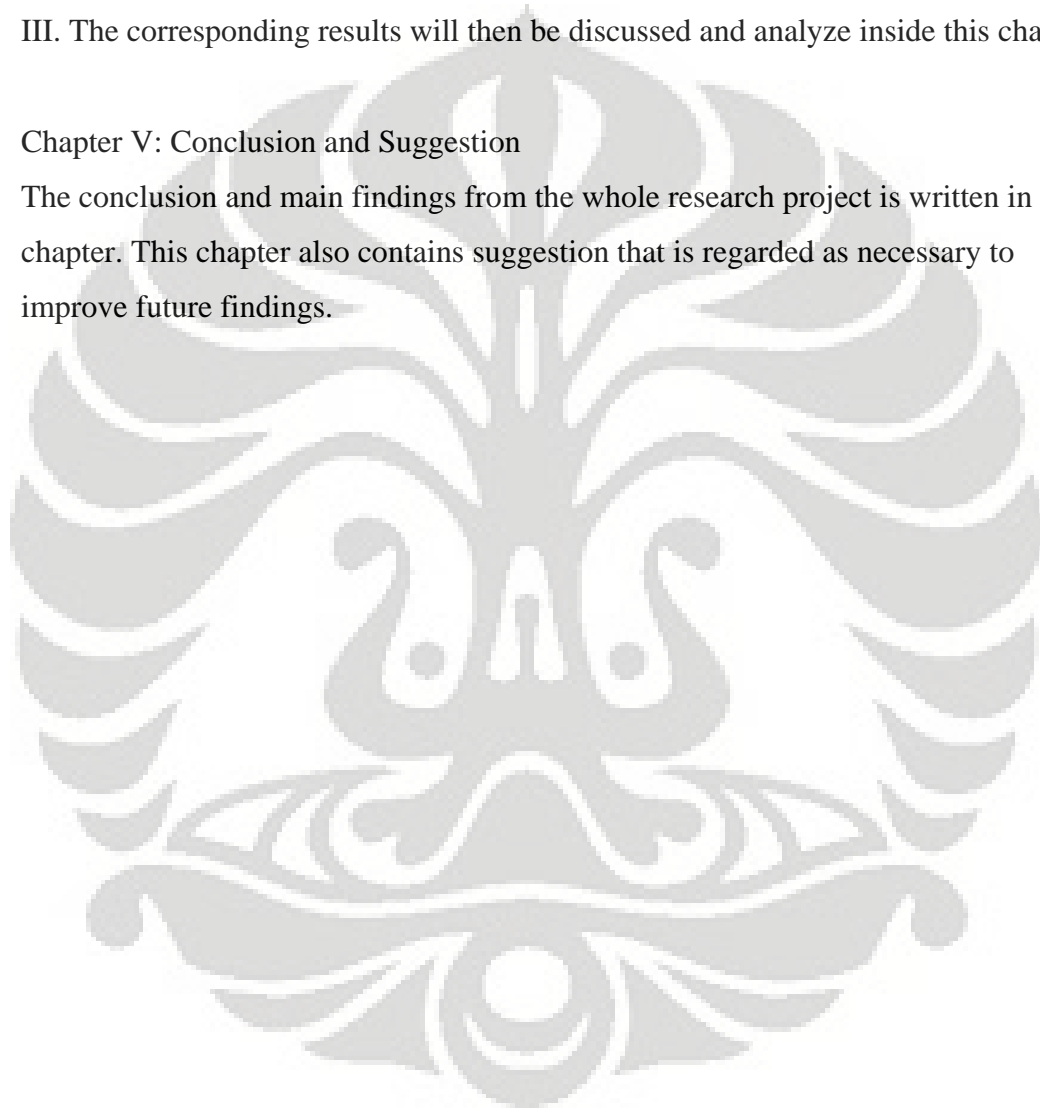 III. The corresponding results will then be discussed and analyze inside this
Chapter V: Conclusion and Suggestion
The conclusion and main findings from the whole research project is written in
chapter. This chapter also contains suggestion that is regarded as necessary to
improve future findings.